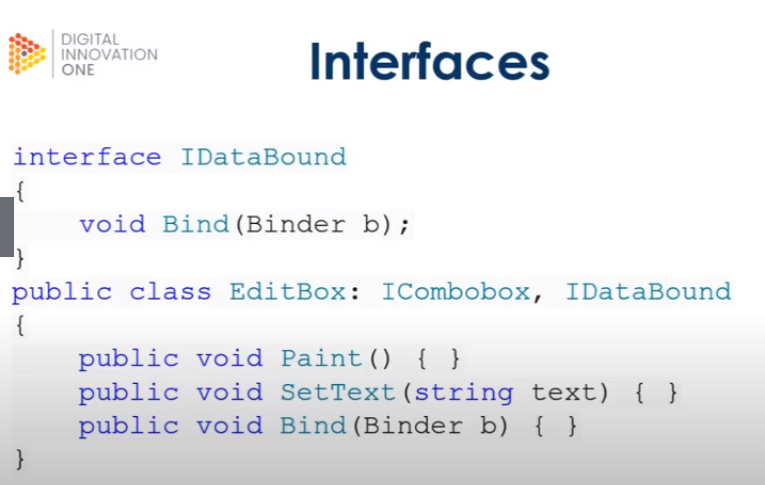 DIGITAL
INNOVATION
ONE
Interfaces
interface IDataBound
{
    void Bind(Binder b);
}
public class EditBox: ICombobox, IDataBound
{
    public void Paint() { }
    public void SetText(string text) { }
    public void Bind(Binder b) { }
}